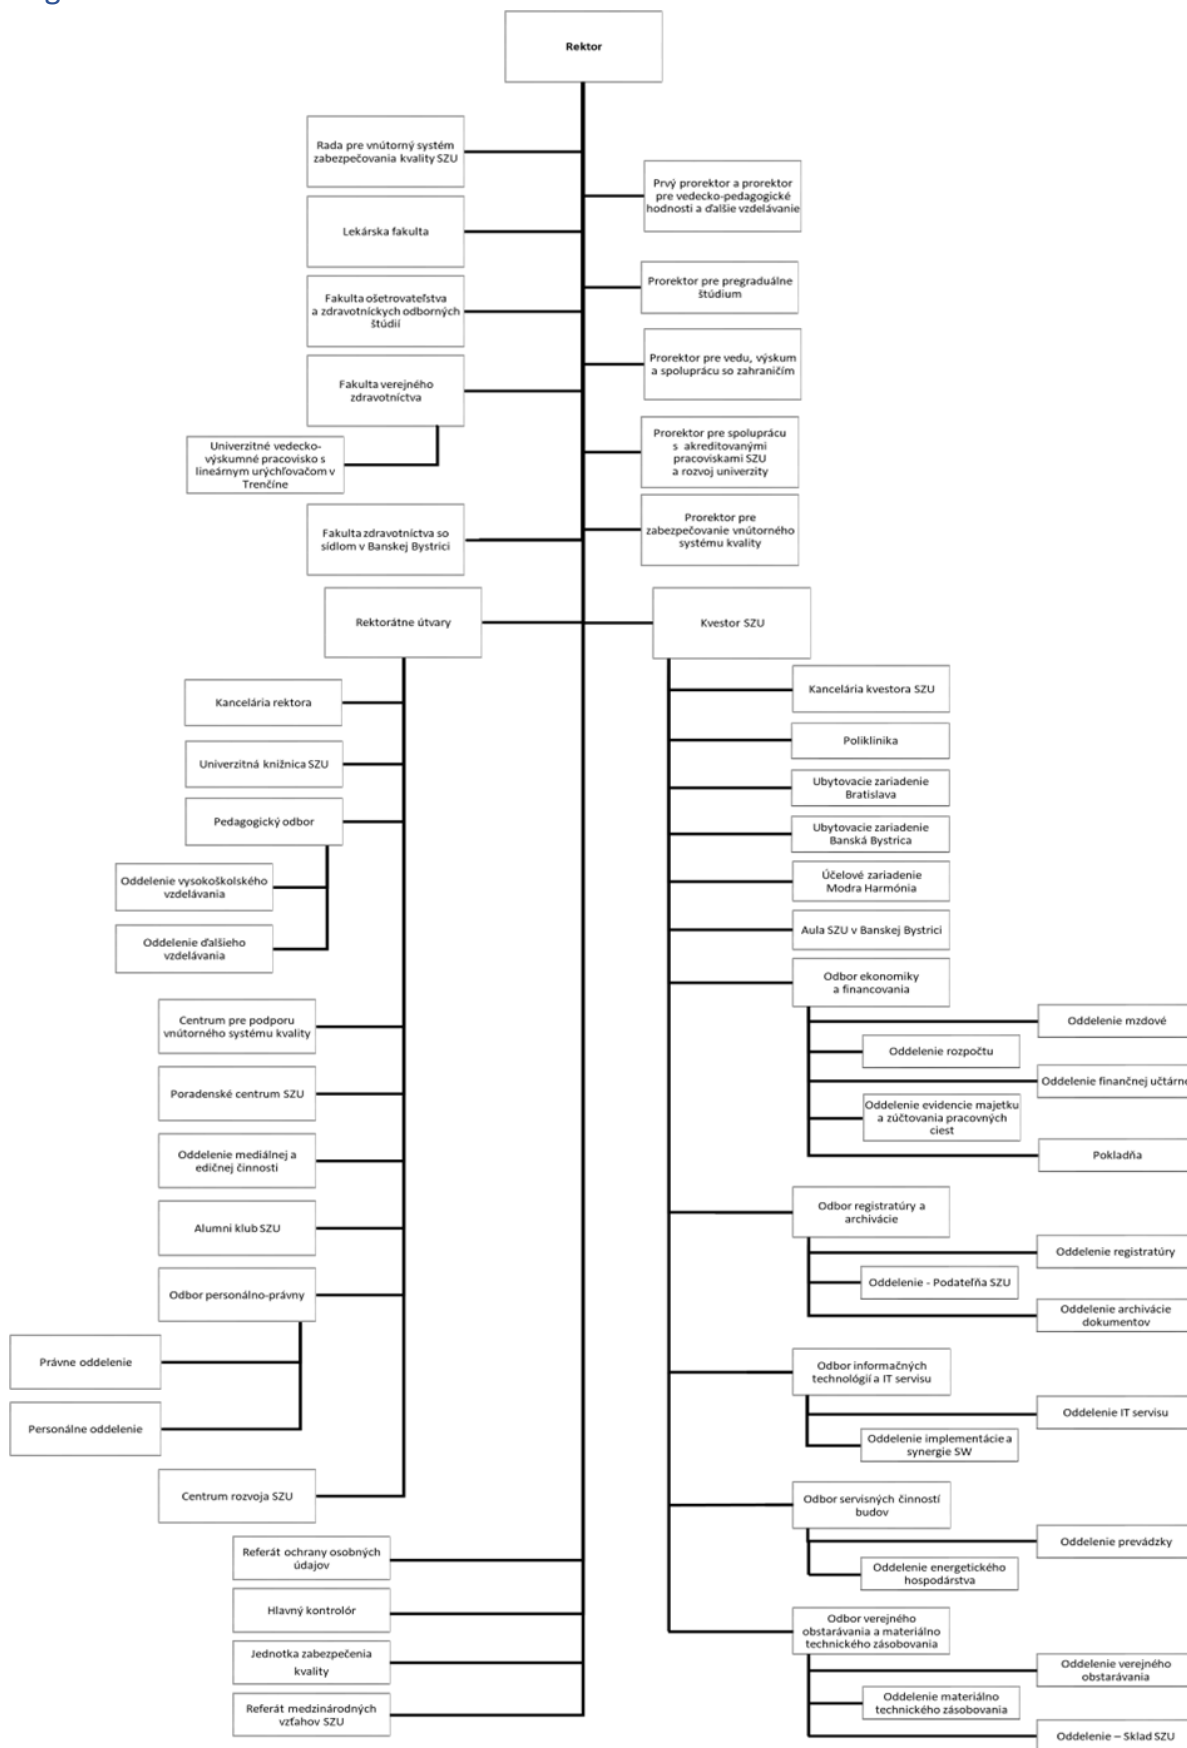 Rektor
Rada pre vnútorný systém
zabezpečovania kvality SZU
Prvý prorektor a prorektor
pre vedecko-pedagogické
hodnosti a ďalšie vzdelávanie
Lekárska fakulta
Prorektor pre pregraduálne
štúdium
Fakulta ošetrovateľstva
a zdravotníckych odborných
štúdií
Prorektor pre vedu, výskum
a spoluprácu so zahraničím
Fakulta verejného
zdravotníctva
Univerzitné vedecko-
výskumné pracovisko s
lineárnym urýchľovačom v
Trenčíne
Prorektor pre spoluprácu
s akreditovanými
pracoviskami SZU
a rozvoj univerzity
Fakulta zdravotníctva so
sídlom v Banskej Bystrici
Prorektor pre
zabezpečovanie vnútorného
systému kvality
Rektorátne útvary
Kvestor SZU
Kancelária rektora
Univerzitná knižnica SZU
Pedagogický odbor
Oddelenie vysokoškolského
vzdelávania
Oddelenie ďalšieho
vzdelávania
Centrum pre podporu
vnútorného systému kvality
Poradenské centrum SZU
Oddelenie mediálnej a
edičnej činnosti
Alumni klub SZU
Odbor personálno-právny
Právne oddelenie
Personálne oddelenie
Centrum rozvoja SZU
Referát ochrany osobných
údajov
Hlavný kontrolór
Jednotka zabezpečenia
kvality
Referát medzinárodných
vzťahov SZU
Kancelária kvestora SZU
Poliklinika
Ubytovacie zariadenie
Bratislava
Ubytovacie zariadenie
Banská Bystrica
Účelové zariadenie
Modra Harmónia
Aula SZU v Banskej Bystrici
Odbor ekonomiky
a financovania
Oddelenie mzdové
Oddelenie rozpočtu
Oddelenie finančnej učtárne
Oddelenie evidencie majetku
a zúčtovania pracovných
ciest
Pokladňa
Odbor registratúry a
archivácie
Oddelenie registratúry
Oddelenie - Podateľňa SZU
Oddelenie archivácie
dokumentov
Odbor informačných
technológií a IT servisu
Oddelenie IT servisu
Oddelenie implementácie a
synergie SW
Odbor servisných činností
budov
Oddelenie prevádzky
Oddelenie energetického
hospodárstva
Odbor verejného
obstarávania a materiálno
technického zásobovania
Oddelenie verejného
obstarávania
Oddelenie materiálno
technického zásobovania
Oddelenie – Sklad SZU